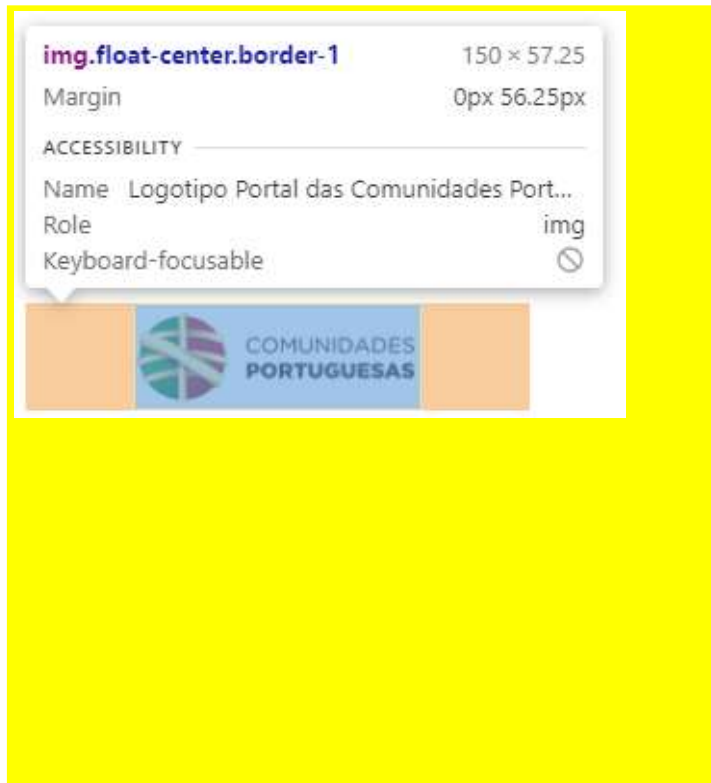 img.float-center.border-1 150 × 57.25
Margin 0px 56.25px
ACCESSIBILITY
Name Logotipo Portal das Comunidades Port...
Role img
Keyboard-focusable
COMUNIDADES
PORTUGUESAS